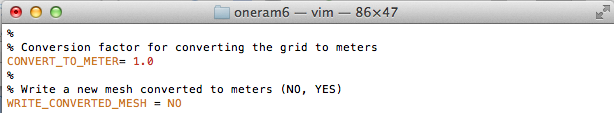 oneram6 — vim — 86×47
%
% Conversion factor for converting the grid to meters
CONVERT_TO_METER= 1.0
%
% Write a new mesh converted to meters (NO, YES)
WRITE_CONVERTED_MESH = NO